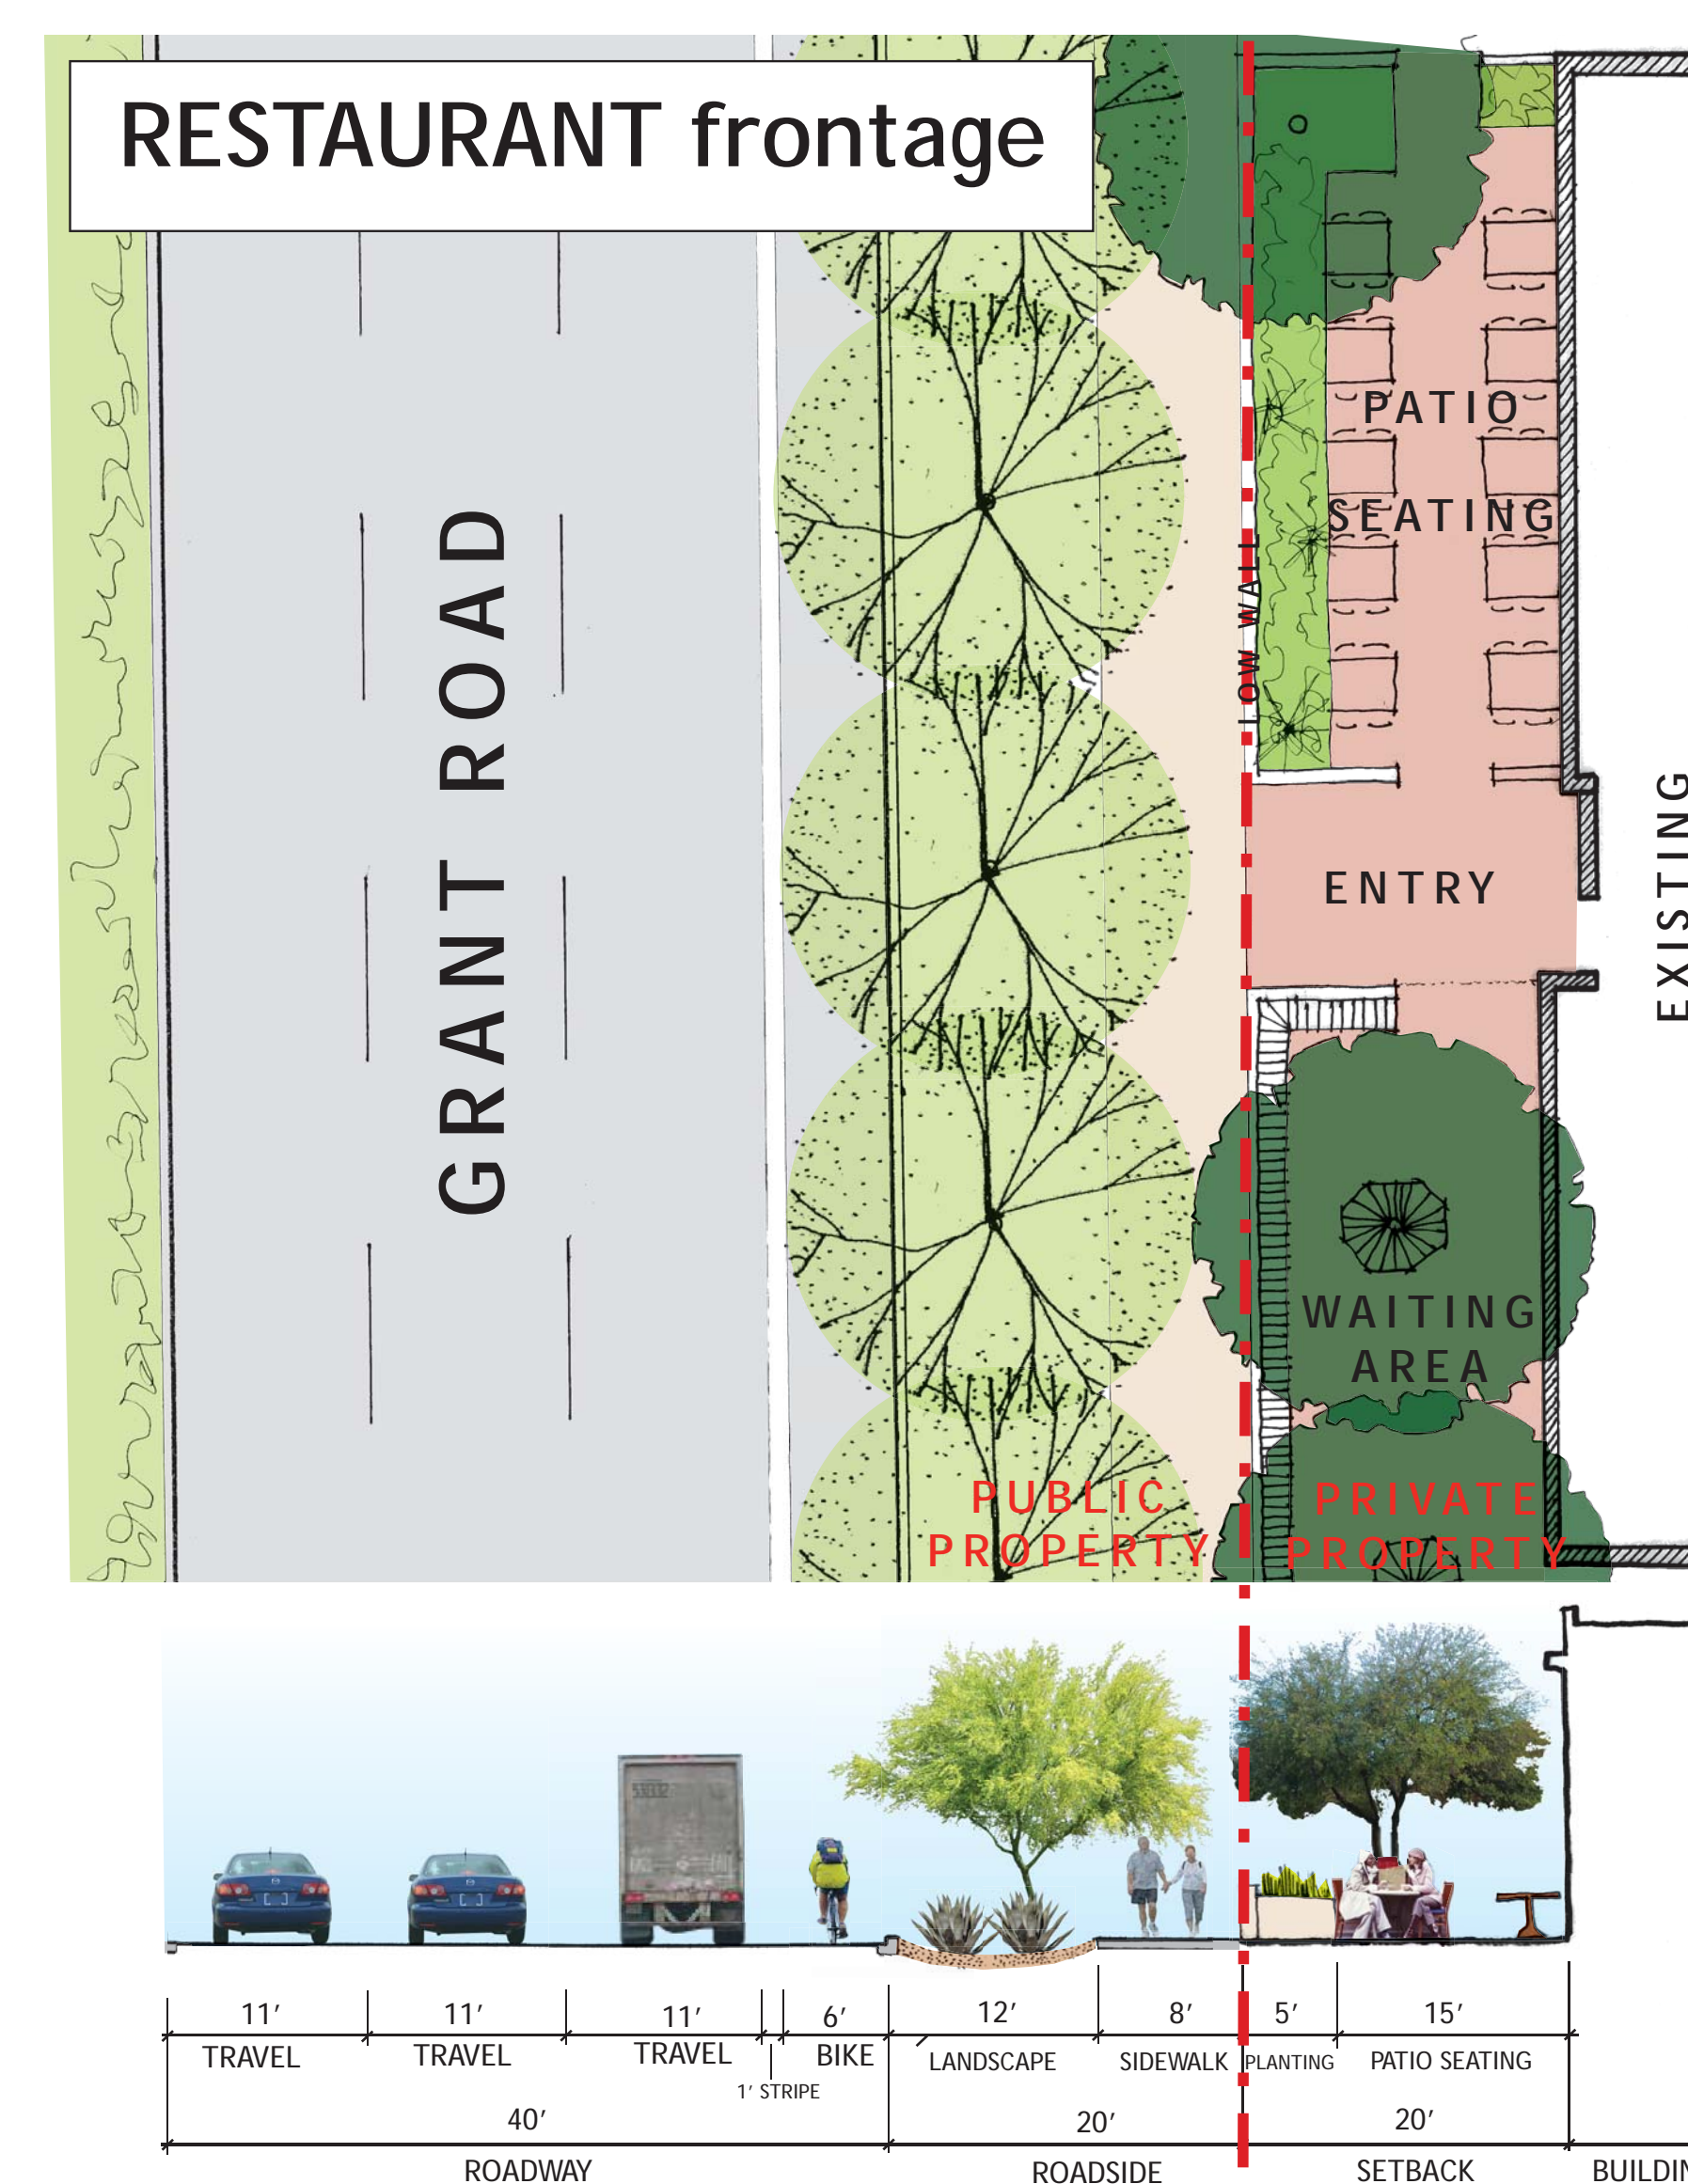 RESTAURANT frontage
GRANT ROAD
PATIO
SEATING
LOW WALL
ENTRY
EXISTING
WAITING
AREA
PUBLIC
PROPERTY
PRIVATE
PROPERTY
11′ 11′ 11′ 6′ 12′ 8′ 5′ 15′
TRAVEL TRAVEL TRAVEL BIKE LANDSCAPE SIDEWALK PLANTING PATIO SEATING
1′ STRIPE
40′ 20′ 20′
ROADWAY ROADSIDE SETBACK